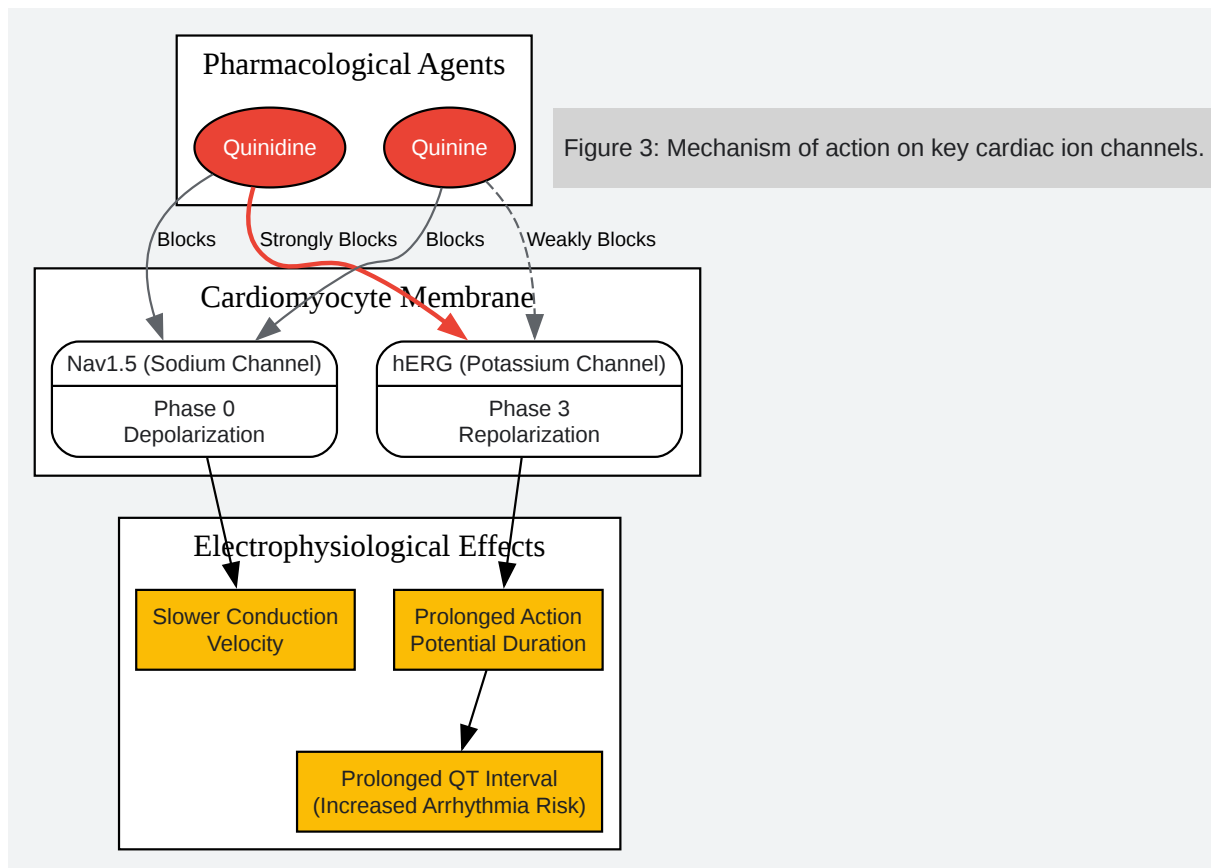 Pharmacological Agents
Quinidine
Quinine
Figure 3: Mechanism of action on key cardiac ion channels.
Blocks
Strongly Blocks
Blocks
Weakly Blocks
Cardiomyocyte Membrane
Nav1.5 (Sodium Channel)
Phase 0
Depolarization
hERG (Potassium Channel)
Phase 3
Repolarization
Electrophysiological Effects
Slower Conduction
Velocity
Prolonged Action
Potential Duration
Prolonged QT Interval
(Increased Arrhythmia Risk)